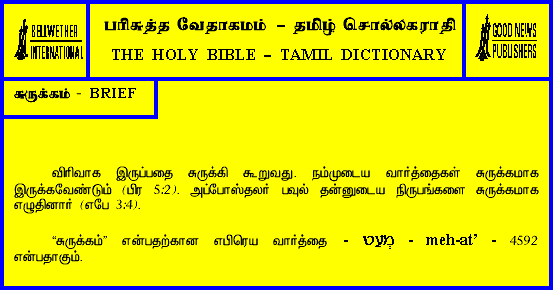 BELLWETHER
INTERNATIONAL
பரிசுத்த வேதாகமம் – தமிழ் சொல்லகராதி
THE HOLY BIBLE – TAMIL DICTIONARY
GOOD NEWS
PUBLISHERS
சுருக்கம் - BRIEF
விரிவாக இருப்பதை சுருக்கி கூறுவது. நம்முடைய வார்த்தைகள் சுருக்கமாக
இருக்கவேண்டும் (பிர 5:2). அப்போஸ்தலர் பவுல் தன்னுடைய நிருபங்களை சுருக்கமாக
எழுதினார் (எபே 3:4).
“சுருக்கம்” என்பதற்கான எபிரெய வார்த்தை - מְעַט - meh-at’ - 4592
என்பதாகும்.